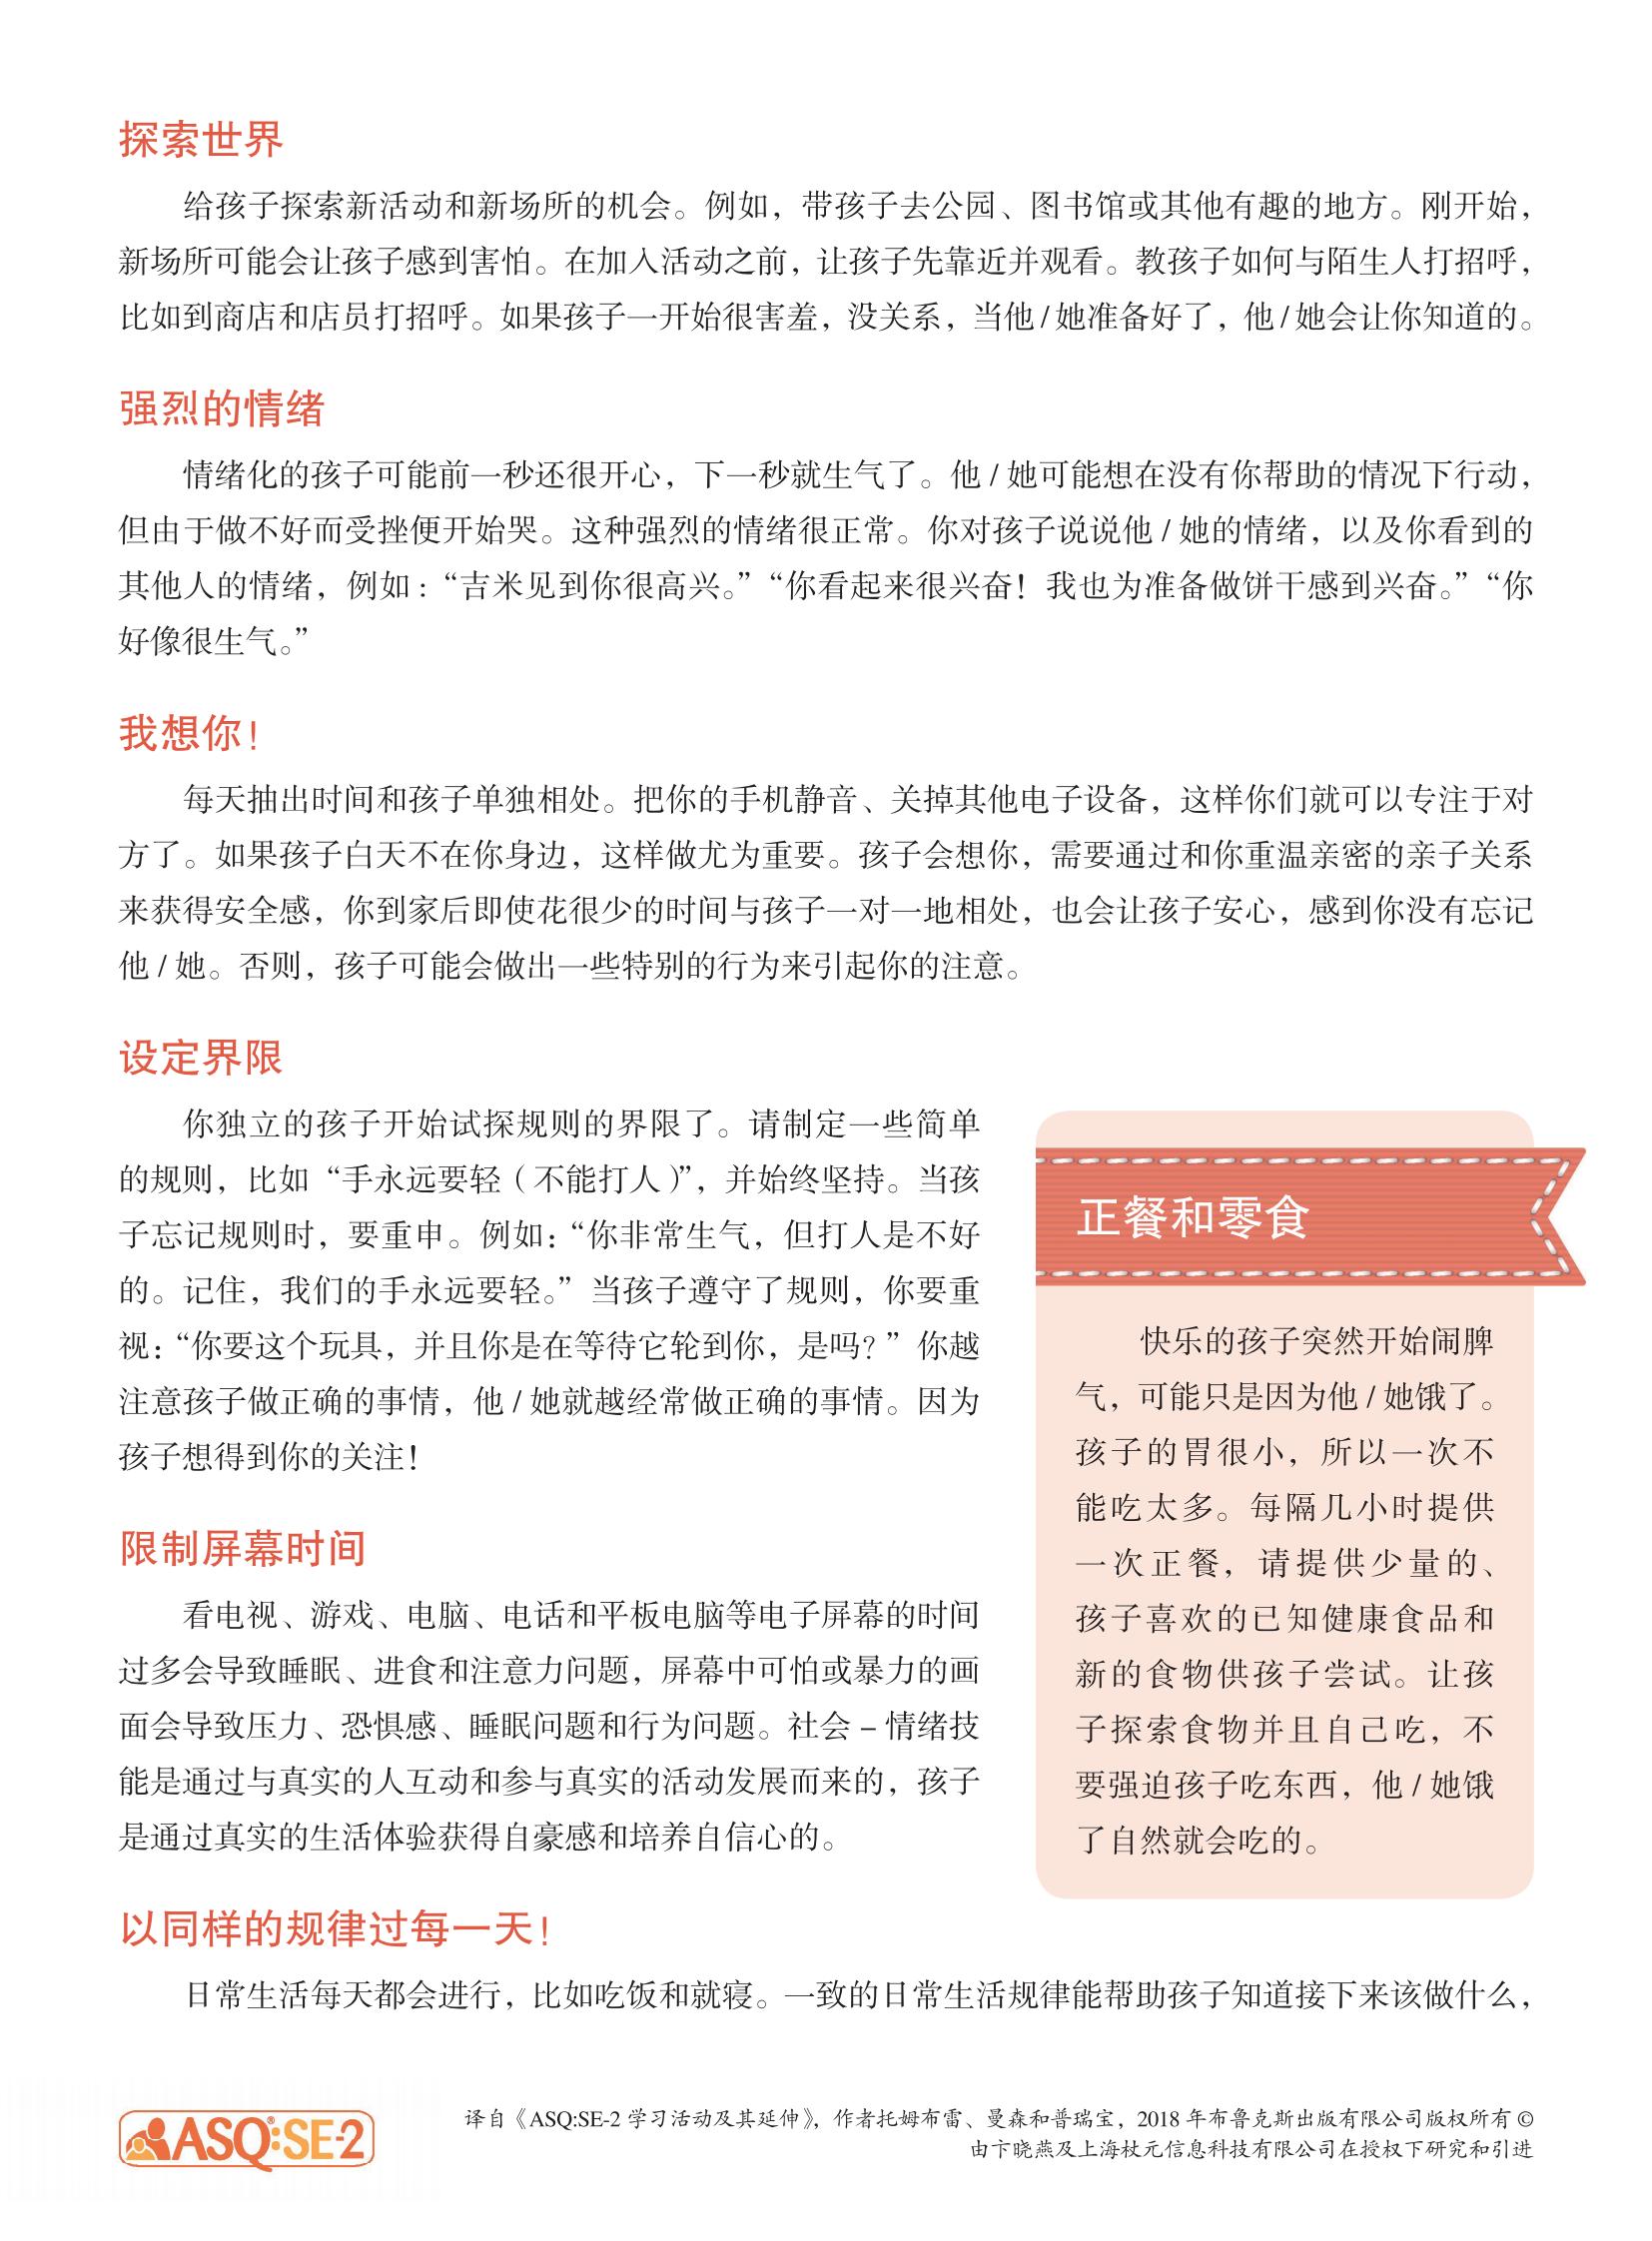 探索世界
给孩子探索新活动和新场所的机会。例如，带孩子去公园、图书馆或其他有趣的地方。刚开始，
新场所可能会让孩子感到害怕。在加入活动之前，让孩子先靠近并观看。教孩子如何与陌生人打招呼，
比如到商店和店员打招呼。如果孩子一开始很害羞，没关系，当他/她准备好了，他/她会让你知道的。
强烈的情绪
情绪化的孩子可能前一秒还很开心，下一秒就生气了。他/她可能想在没有你帮助的情况下行动，
但由于做不好而受挫便开始哭。这种强烈的情绪很正常。你对孩子说说他/她的情绪，以及你看到的
其他人的情绪，例如：“吉米见到你很高兴。”“你看起来很兴奋！我也为准备做饼干感到兴奋。”“你
好像很生气。”
我想你！
每天抽出时间和孩子单独相处。把你的手机静音、关掉其他电子设备，这样你们就可以专注于对
方了。如果孩子白天不在你身边，这样做尤为重要。孩子会想你，需要通过和你重温亲密的亲子关系
来获得安全感，你到家后即使花很少的时间与孩子一对一地相处，也会让孩子安心，感到你没有忘记
他/她。否则，孩子可能会做出一些特别的行为来引起你的注意。
设定界限
你独立的孩子开始试探规则的界限了。请制定一些简单
的规则，比如“手永远要轻（不能打人）”，并始终坚持。当孩
子忘记规则时，要重申。例如：“你非常生气，但打人是不好
的。记住，我们的手永远要轻。”当孩子遵守了规则，你要重
视：“你要这个玩具，并且你是在等待它轮到你，是吗？”你越
注意孩子做正确的事情，他/她就越经常做正确的事情。因为
孩子想得到你的关注！
限制屏幕时间
看电视、游戏、电脑、电话和平板电脑等电子屏幕的时间
过多会导致睡眠、进食和注意力问题，屏幕中可怕或暴力的画
面会导致压力、恐惧感、睡眠问题和行为问题。社会－情绪技
能是通过与真实的人互动和参与真实的活动发展而来的，孩子
是通过真实的生活体验获得自豪感和培养自信心的。
正餐和零食
快乐的孩子突然开始闹脾
气，可能只是因为他/她饿了。
孩子的胃很小，所以一次不
能吃太多。每隔几小时提供
一次正餐，请提供少量的、
孩子喜欢的已知健康食品和
新的食物供孩子尝试。让孩
子探索食物并且自己吃，不
要强迫孩子吃东西，他/她饿
了自然就会吃的。
以同样的规律过每一天！
日常生活每天都会进行，比如吃饭和就寝。一致的日常生活规律能帮助孩子知道接下来该做什么，
ASQ:SE-2
译自《ASQ:SE-2 学习活动及其延伸》，作者托姆布雷、曼森和普瑞宝，2018 年布鲁克斯出版有限公司版权所有 ©
由卞晓燕及上海杖元信息科技有限公司在授权下研究和引进